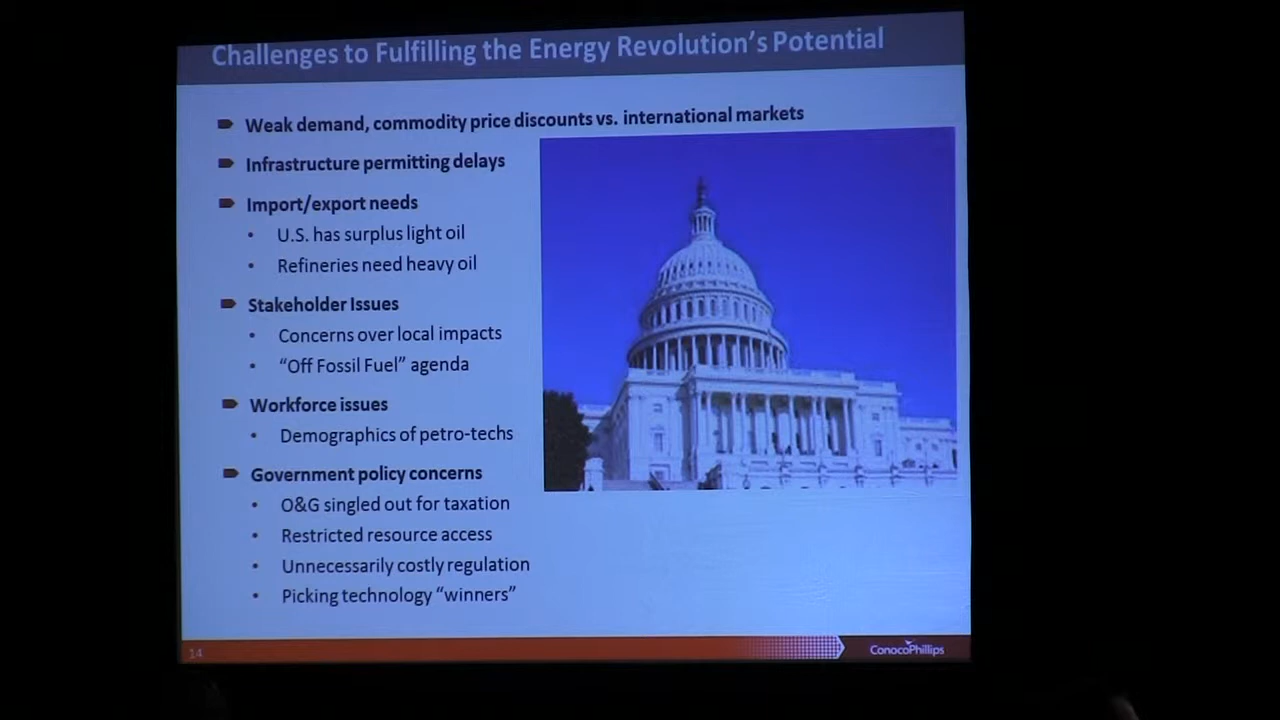 Challenges to Fulfilling the Energy Revolution's Potential
Weak demand, commodity price discounts vs. international markets
Infrastructure permitting delays
Import/export needs
• U.S. has surplus light oil
• Refineries need heavy oil
Stakeholder Issues
• Concerns over local impacts
• “Off Fossil Fuel” agenda
Workforce issues
• Demographics of petro-techs
Government policy concerns
• O&G singled out for taxation
• Restricted resource access
• Unnecessarily costly regulation
• Picking technology “winners”
14
ConocoPhillips